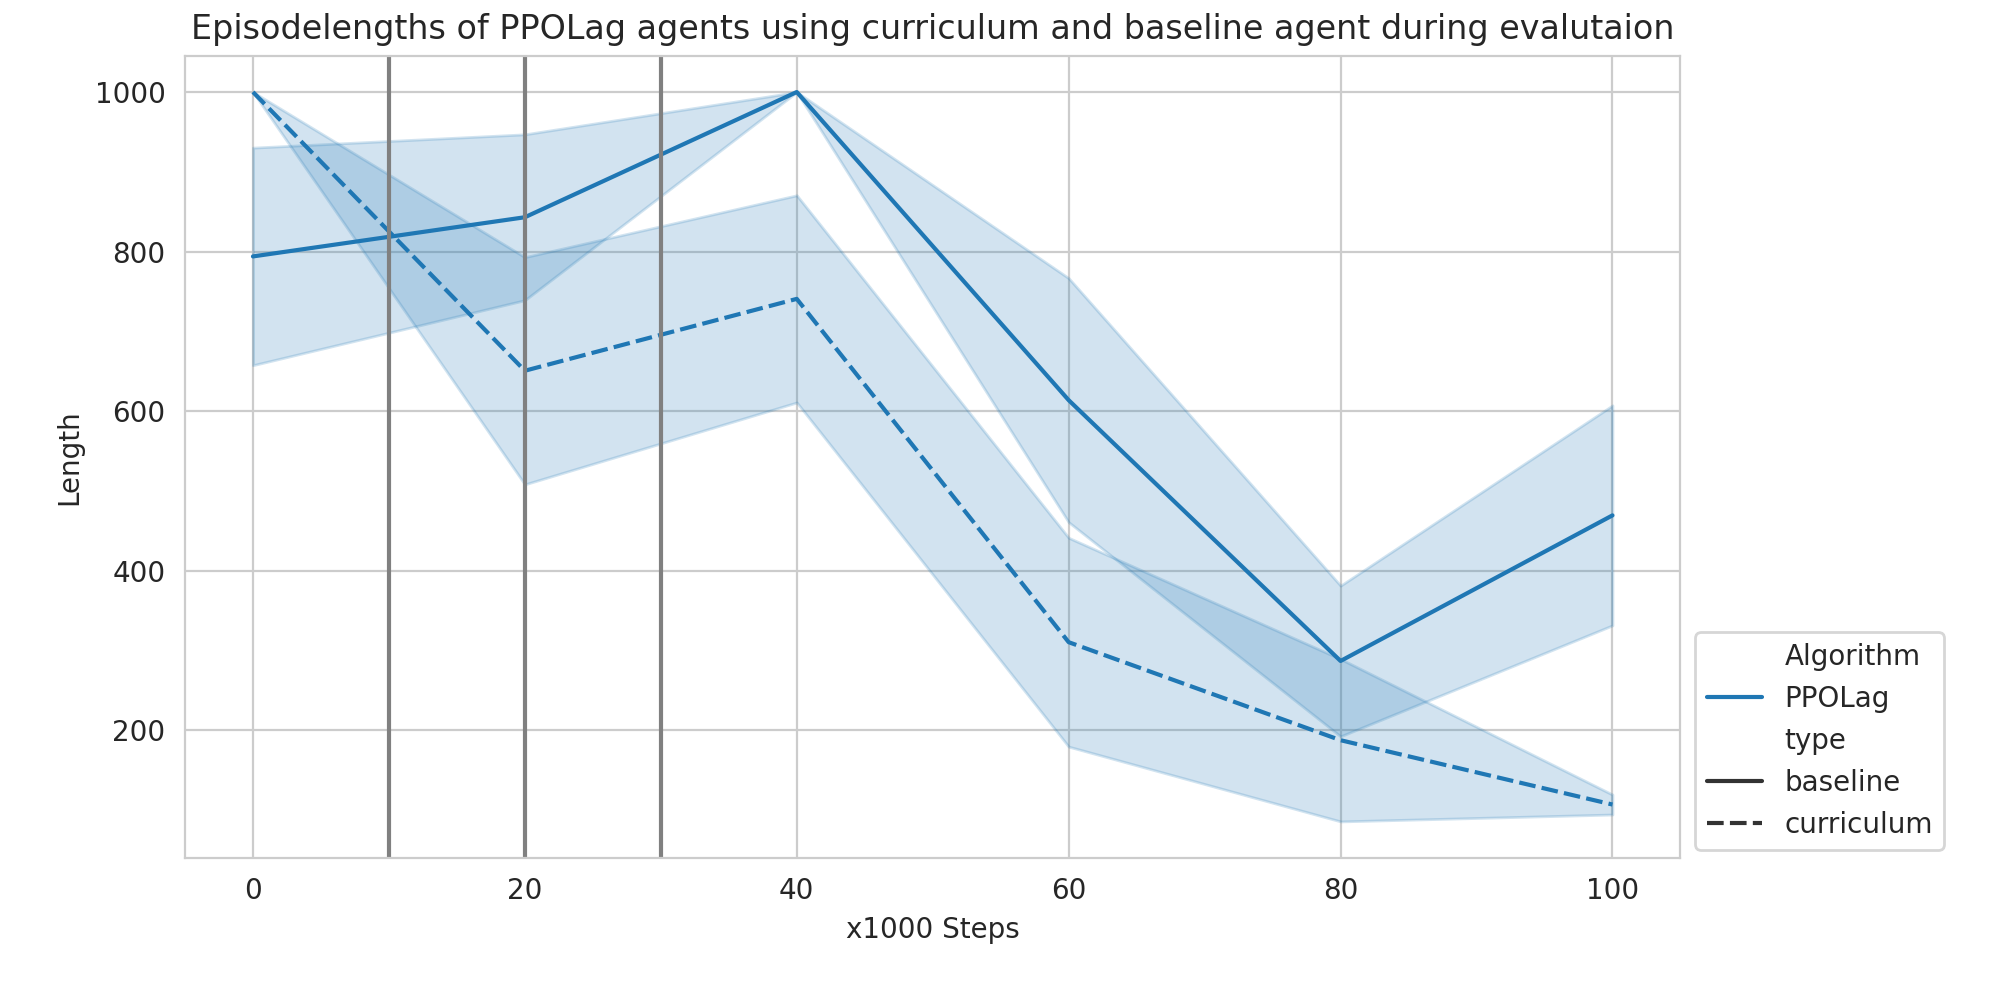 Episodelengths of PPOLag agents using curriculum and baseline agent during evalutaion
1000
800
600
400
200
Length
0 20 40 60 80 100
x1000 Steps
Algorithm
PPOLag
type
baseline
curriculum